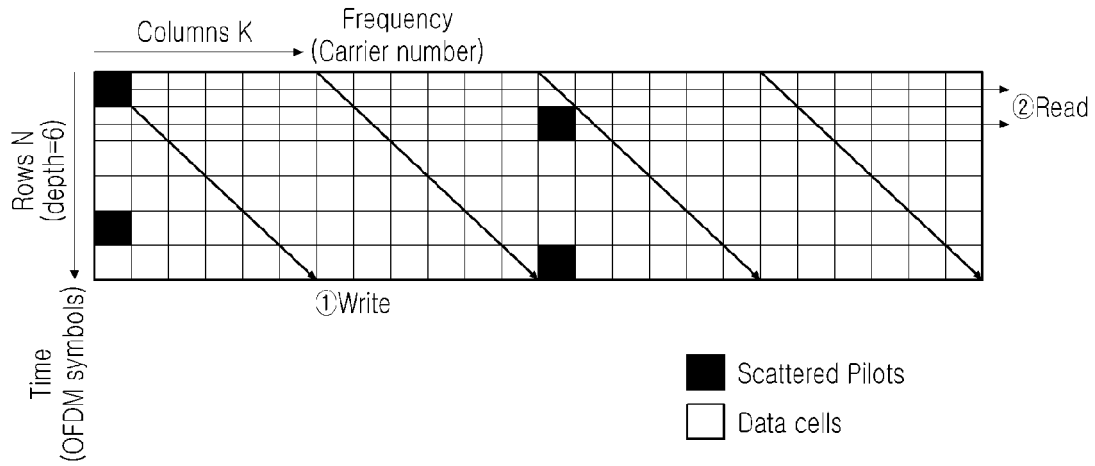 Columns K
Frequency
(Carrier number)
②Read
Rows N
(depth=6)
①Write
Time
(OFDM symbols)
Scattered Pilots
Data cells